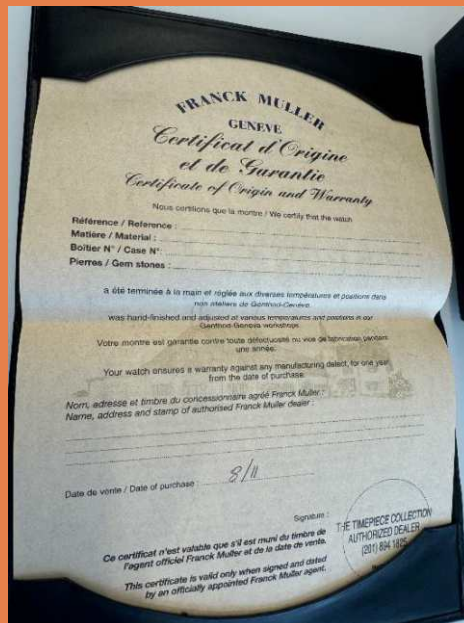 FRANCK MULLER
GENEVE
Certificat d'Origine
et de Garantie
Certificate of Origin and Warranty
Nous certifions que la montre / We certify that the watch
Référence / Reference :
Matière / Material :
Boîtier N° / Case N° :
Pierres / Gem stones :
a été terminée à la main et réglée aux diverses températures et positions dans
nos ateliers de Genthod-Genève.
was hand-finished and adjusted at various temperatures and positions in our
Genthod-Geneva workshops.
Votre montre est garantie contre toute défectuosité ou vice de fabrication pendant
une année.
Your watch ensures a warranty against any manufacturing defect, for one year
from the date of purchase.
Nom, adresse et timbre du concessionnaire agréé Franck Muller :
Name, address and stamp of authorised Franck Muller dealer :
Date de vente / Date of purchase : 8/11
Signature :
THE TIMEPIECE COLLECTION
AUTHORIZED DEALER
(201) 894
Ce certificat n'est valable que s'il est muni du timbre de
l'agent officiel Franck Muller et de la date de vente.
This certificate is valid only when signed and dated
by an officially appointed Franck Muller agent.